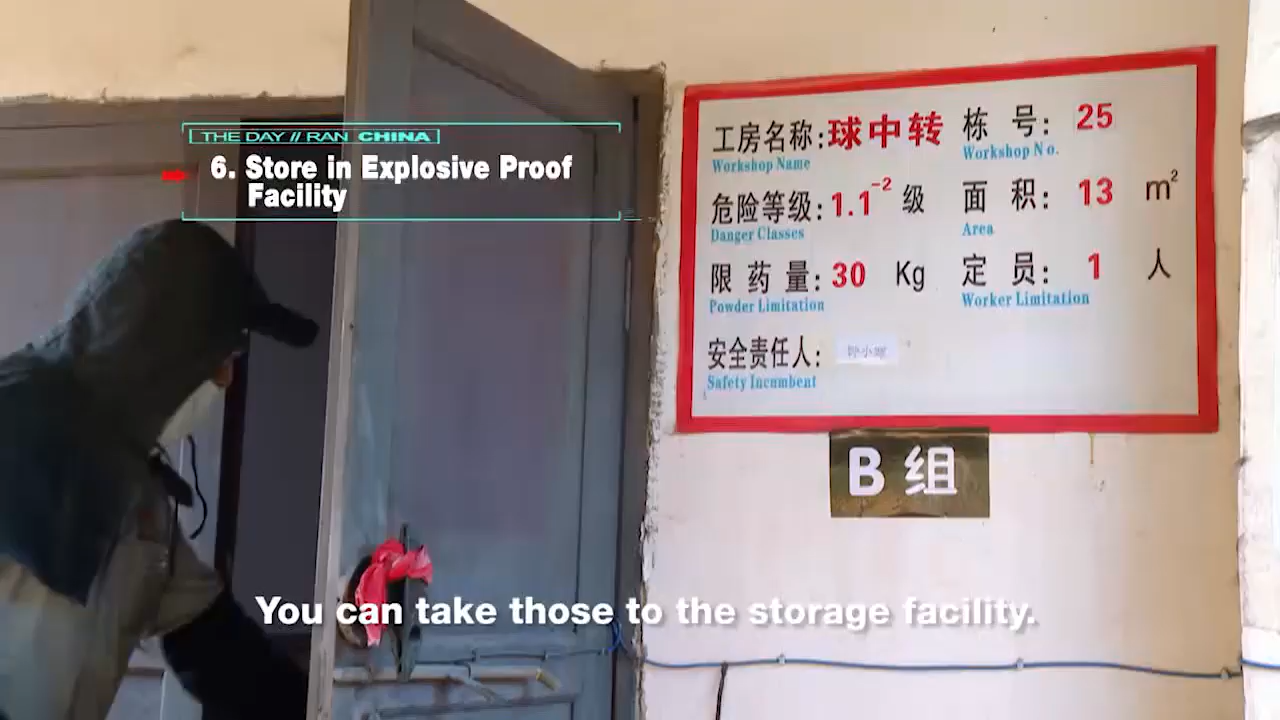 THE DAY // RAN CHINA
6. Store in Explosive Proof
Facility
工房名称:球中转 栋号: 25
Workshop Name Workshop No.
危险等级:1.1⁻² 级 面积: 13 m²
Danger Classes Area
限药量:30 Kg 定员: 1 人
Powder Limitation Worker Limitation
安全责任人:
Safety Incumbent
B组
You can take those to the storage facility.